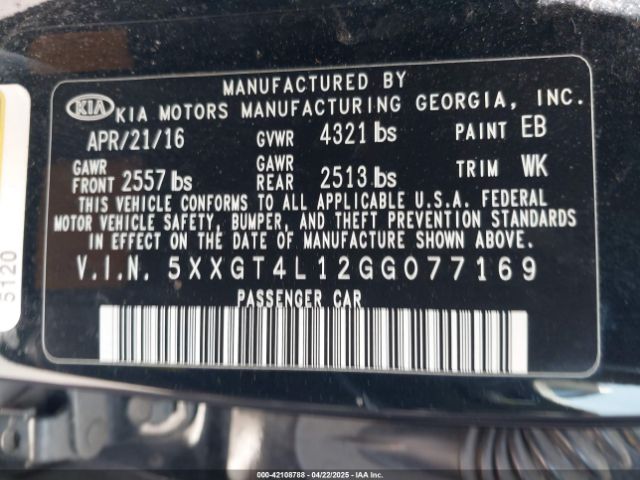 MANUFACTURED BY
KIA KIA MOTORS MANUFACTURING GEORGIA, INC.
APR/21/16 GVWR 4321 lbs PAINT EB
GAWR FRONT 2557 lbs GAWR REAR 2513 lbs TRIM WK
THIS VEHICLE CONFORMS TO ALL APPLICABLE U.S.A. FEDERAL
MOTOR VEHICLE SAFETY, BUMPER, AND THEFT PREVENTION STANDARDS
IN EFFECT ON THE DATE OF MANUFACTURE SHOWN ABOVE.
V.I.N. 5XXGT4L12GG077169
PASSENGER CAR
5120
000-42108788 - 04/22/2025 - IAAI.COM